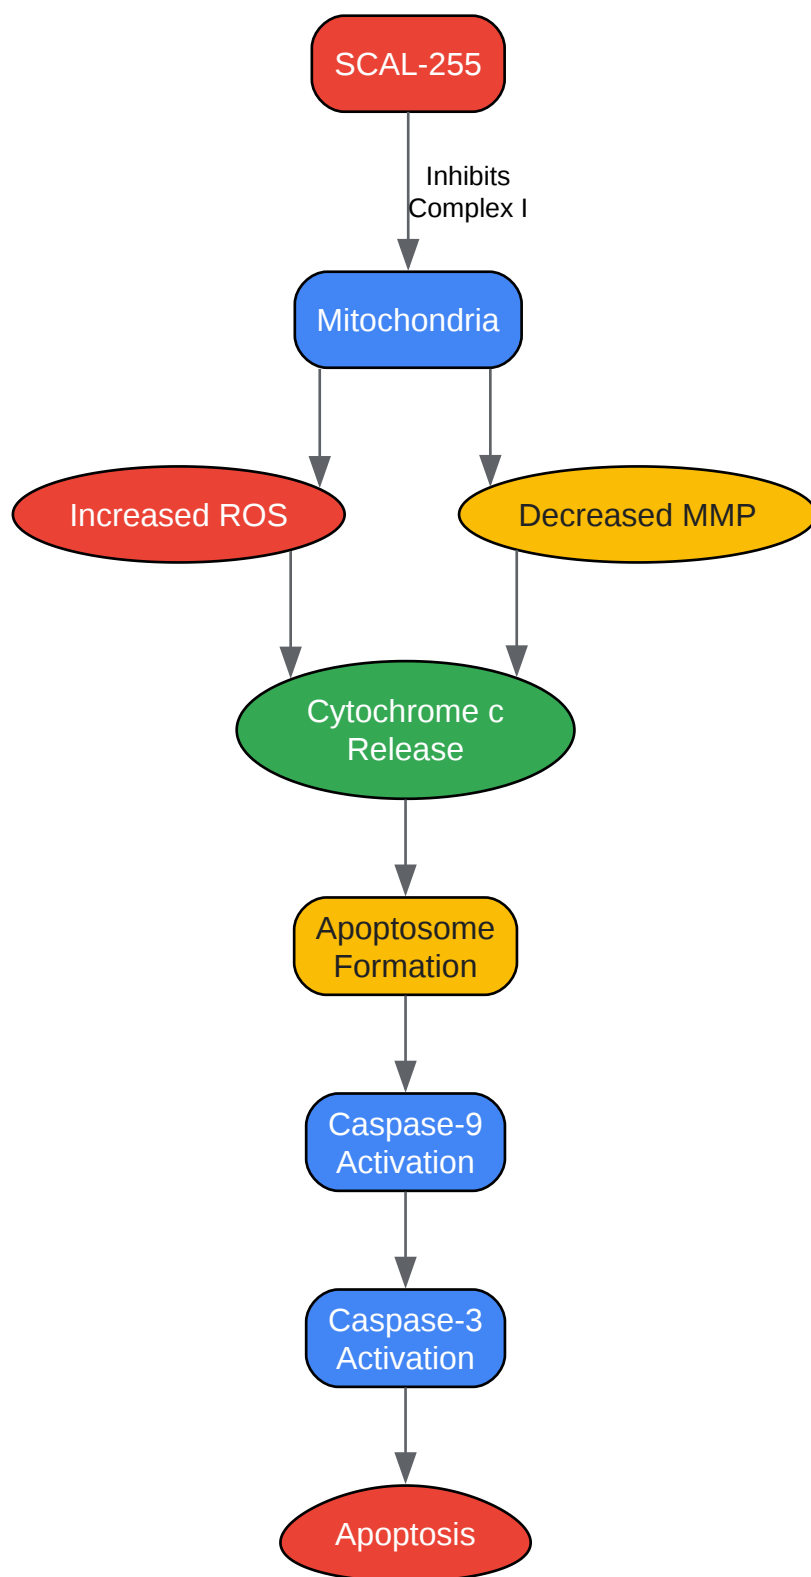 SCAL-255
Inhibits
Complex I
Mitochondria
Increased ROS
Decreased MMP
Cytochrome c
Release
Apoptosome
Formation
Caspase-9
Activation
Caspase-3
Activation
Apoptosis